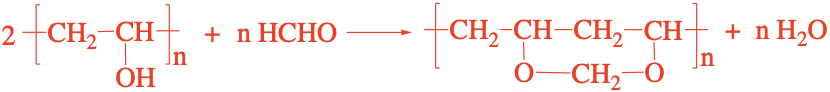 2 [CH₂–CH]n + n HCHO → [CH₂–CH–CH₂–CH]n + n H₂O
OH O–CH₂–O